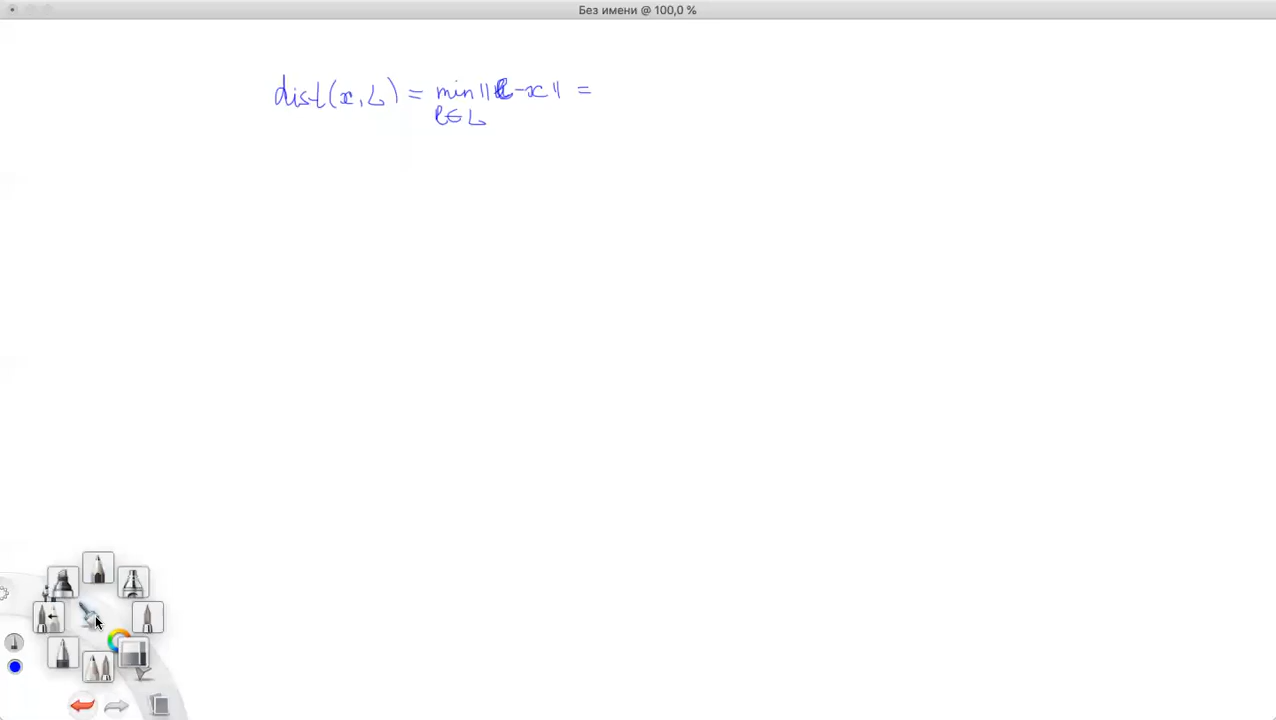 Без имени @ 100,0 %
dist(x, L) = min ||ℓ - x|| =
ℓ ∈ L